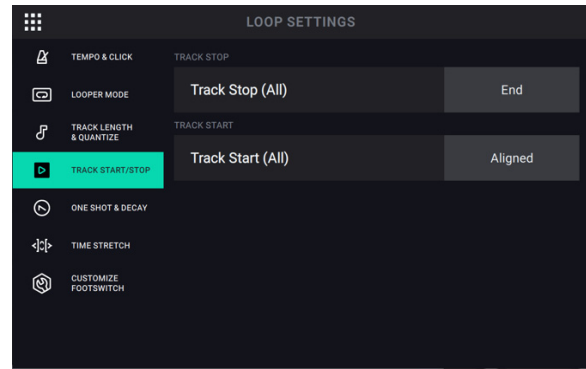 LOOP SETTINGS
TEMPO & CLICK
LOOPER MODE
TRACK LENGTH
& QUANTIZE
TRACK START/STOP
ONE SHOT & DECAY
TIME STRETCH
CUSTOMIZE
FOOTSWITCH
TRACK STOP
Track Stop (All)
End
TRACK START
Track Start (All)
Aligned